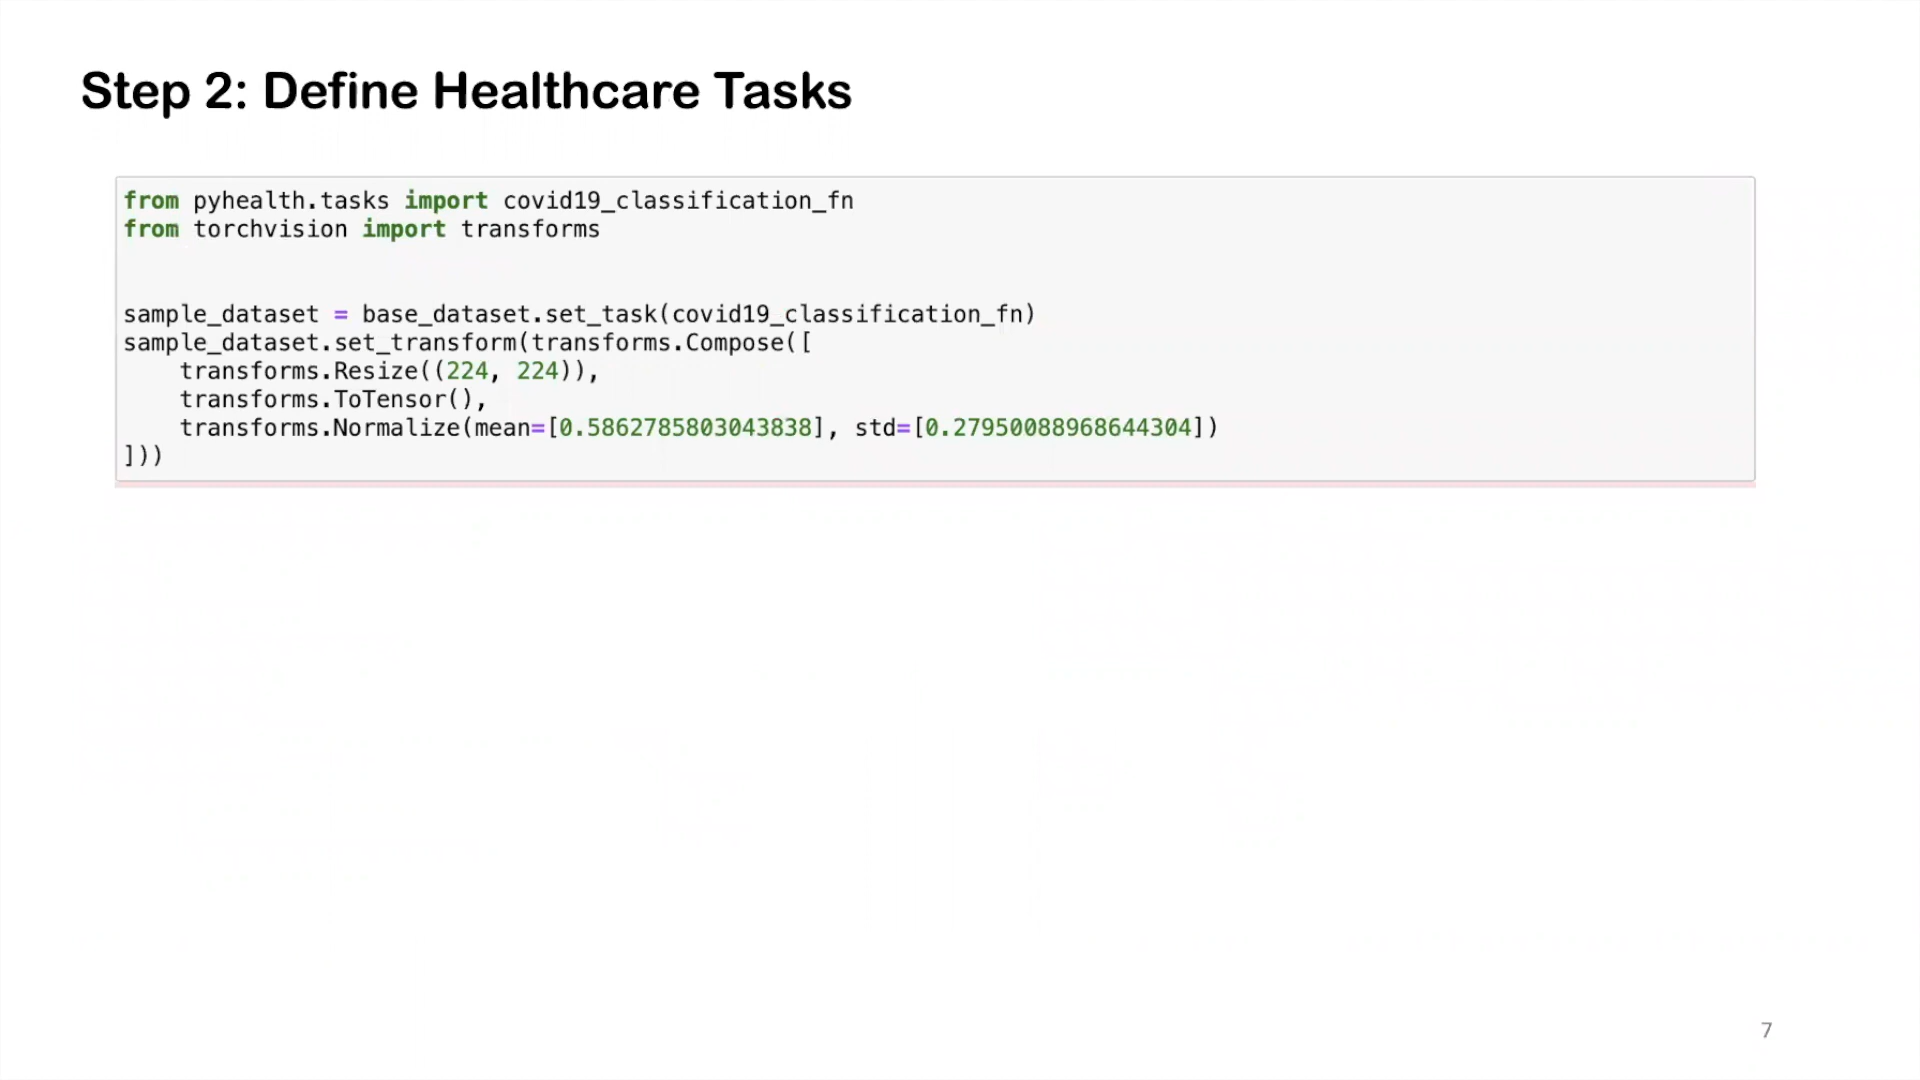 Step 2: Define Healthcare Tasks
from pyhealth.tasks import covid19_classification_fn
from torchvision import transforms
sample_dataset = base_dataset.set_task(covid19_classification_fn)
sample_dataset.set_transform(transforms.Compose([
    transforms.Resize((224, 224)),
    transforms.ToTensor(),
    transforms.Normalize(mean=[0.5862785803043838], std=[0.27950088968644304])
]))
7